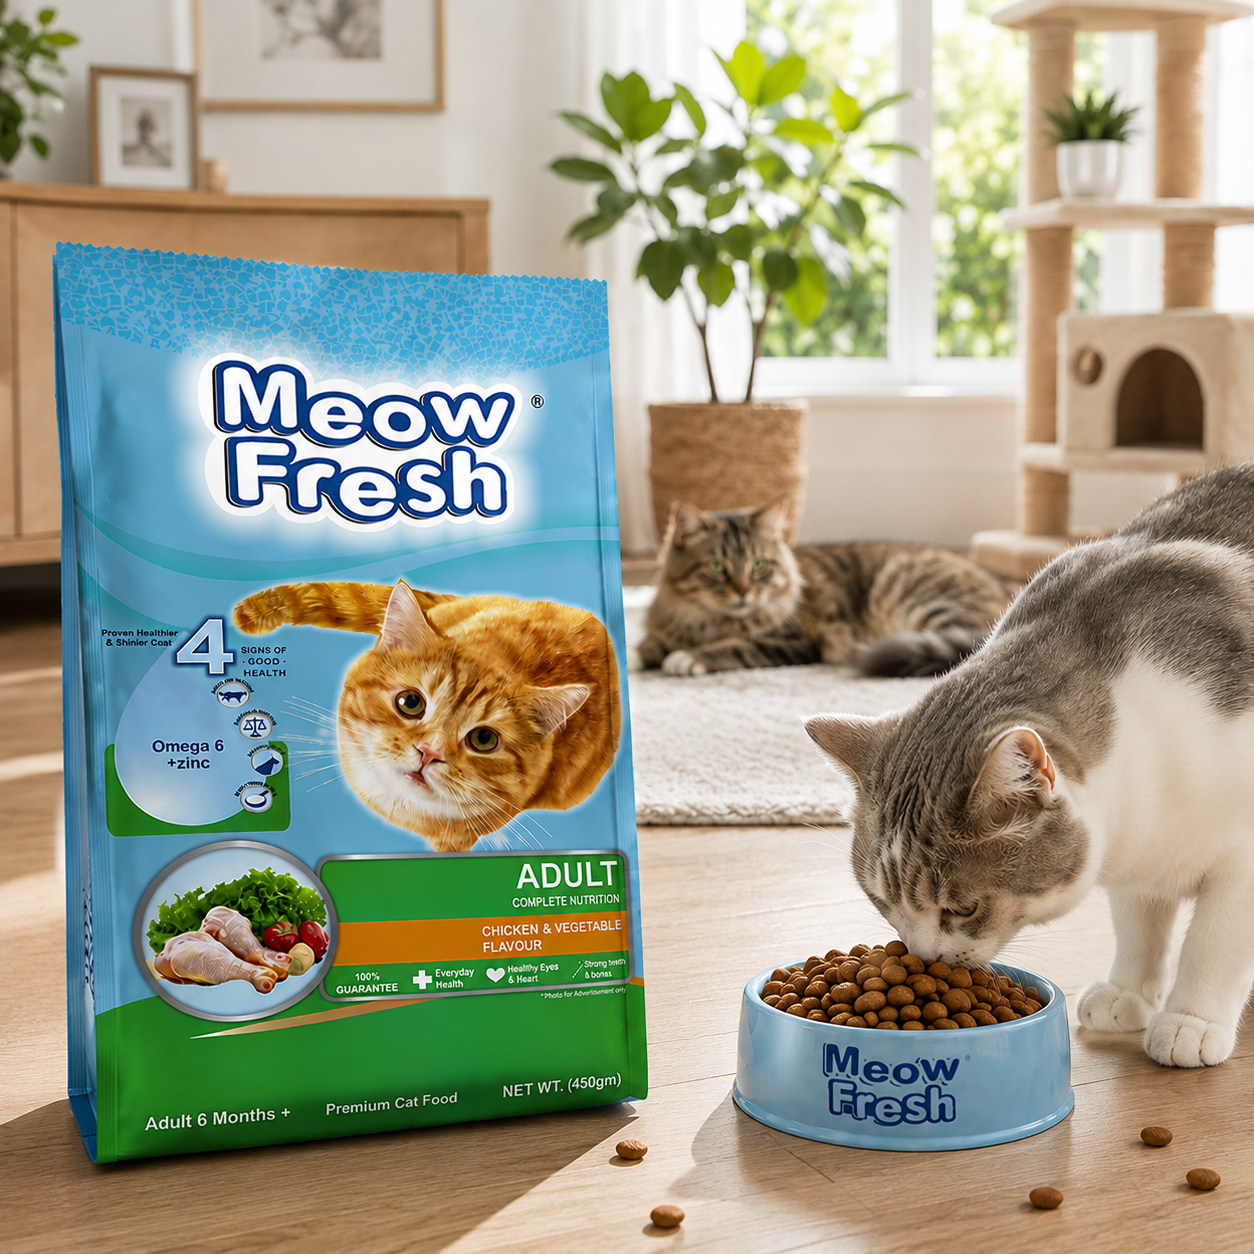 Meow
Fresh
®
Proven Healthier
& Shinier Coat
4
SIGNS OF
· GOOD ·
HEALTH
Omega 6
+zinc
ADULT
COMPLETE NUTRITION
CHICKEN & VEGETABLE
FLAVOUR
100%
GUARANTEE
Everyday
Health
Healthy Eyes
& Heart
Strong teeth
& bones
*Photo for Advertisement only
Adult 6 Months +
Premium Cat Food
NET WT. (450gm)
Meow
Fresh